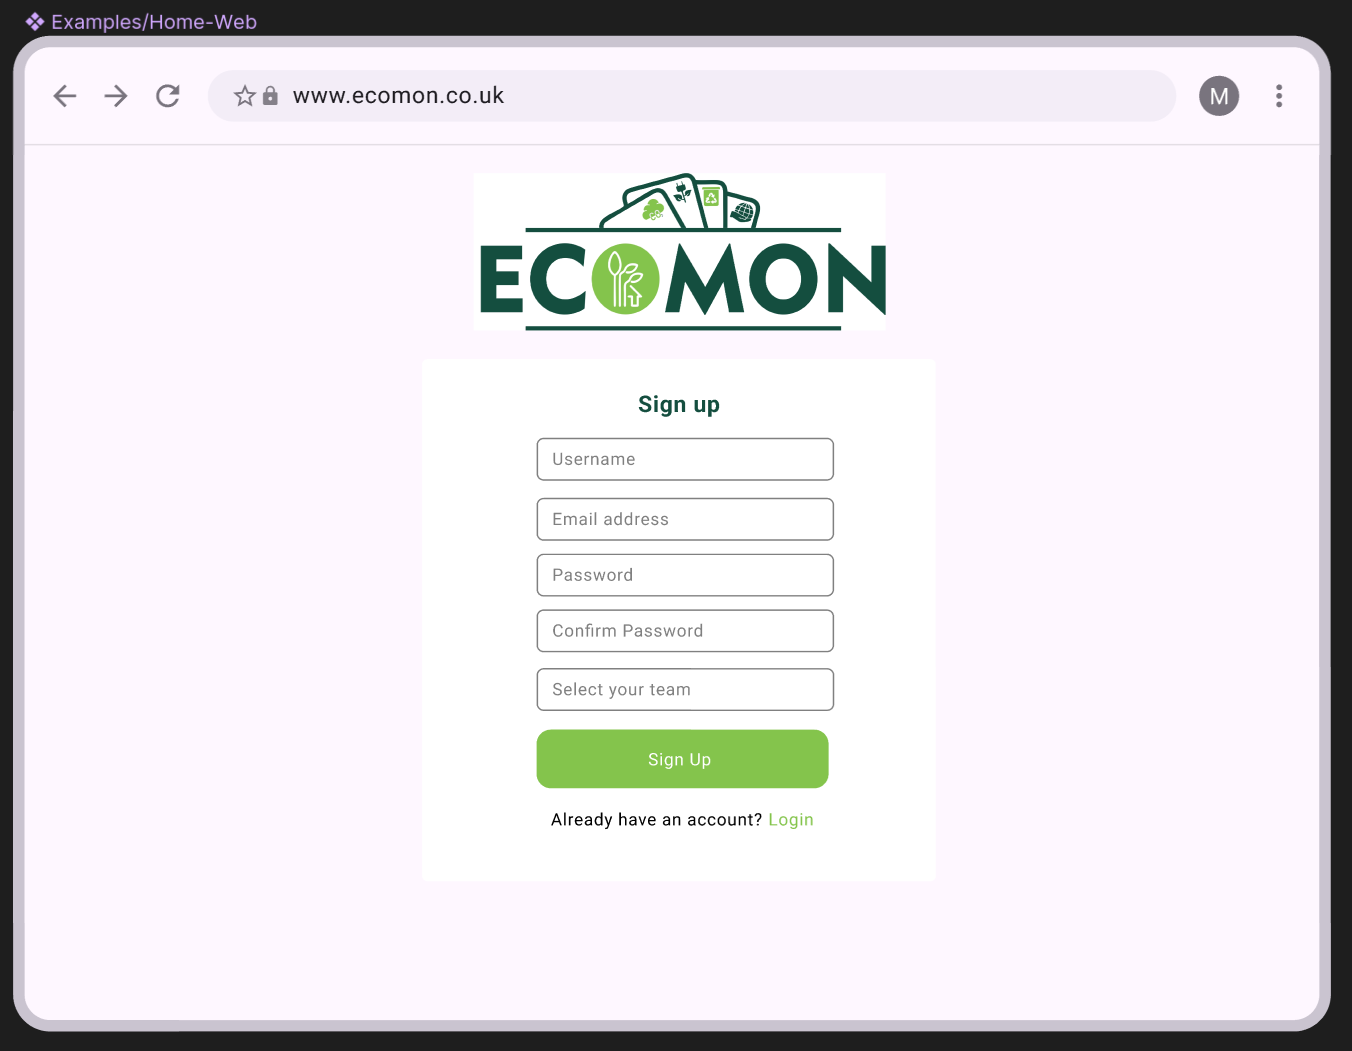 Examples/Home-Web
www.ecomon.co.uk
M
ECOMON
Sign up
Username
Email address
Password
Confirm Password
Select your team
Sign Up
Already have an account? Login